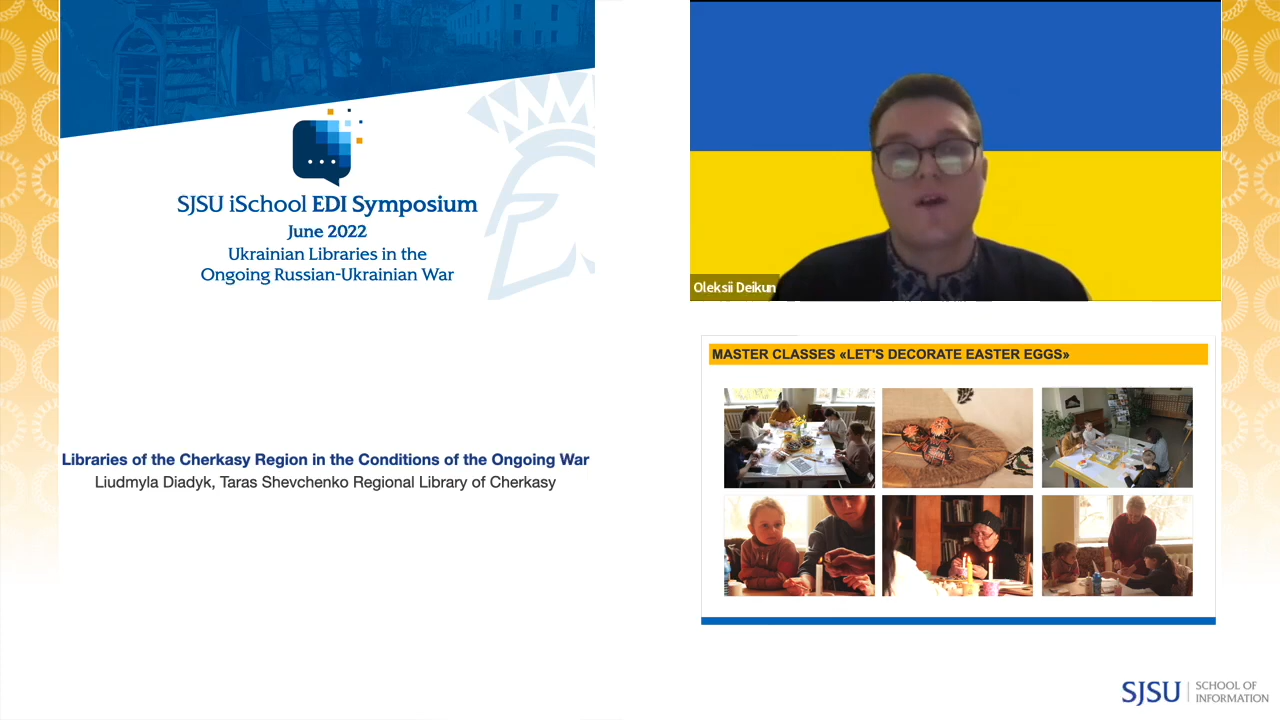 SJSU iSchool EDI Symposium
June 2022
Ukrainian Libraries in the
Ongoing Russian-Ukrainian War
Libraries of the Cherkasy Region in the Conditions of the Ongoing War
Liudmyla Diadyk, Taras Shevchenko Regional Library of Cherkasy
Oleksii Deikun
MASTER CLASSES «LET'S DECORATE EASTER EGGS»
SJSU SCHOOL OF
INFORMATION